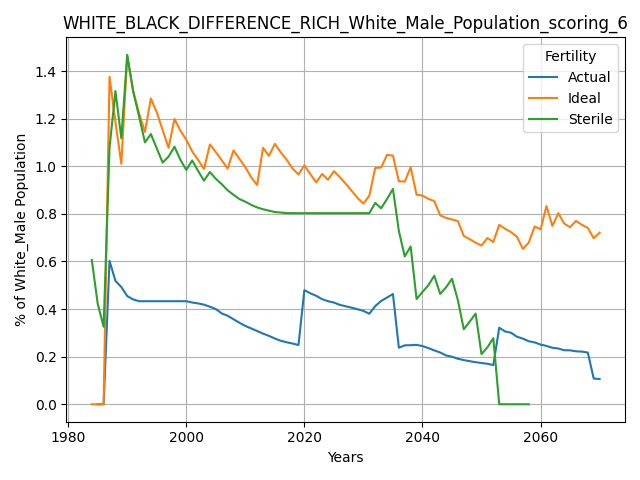 WHITE_BLACK_DIFFERENCE_RICH_White_Male_Population_scoring_6
Fertility
Actual
Ideal
Sterile
% of White_Male Population
1.4
1.2
1.0
0.8
0.6
0.4
0.2
0.0
1980 2000 2020 2040 2060
Years